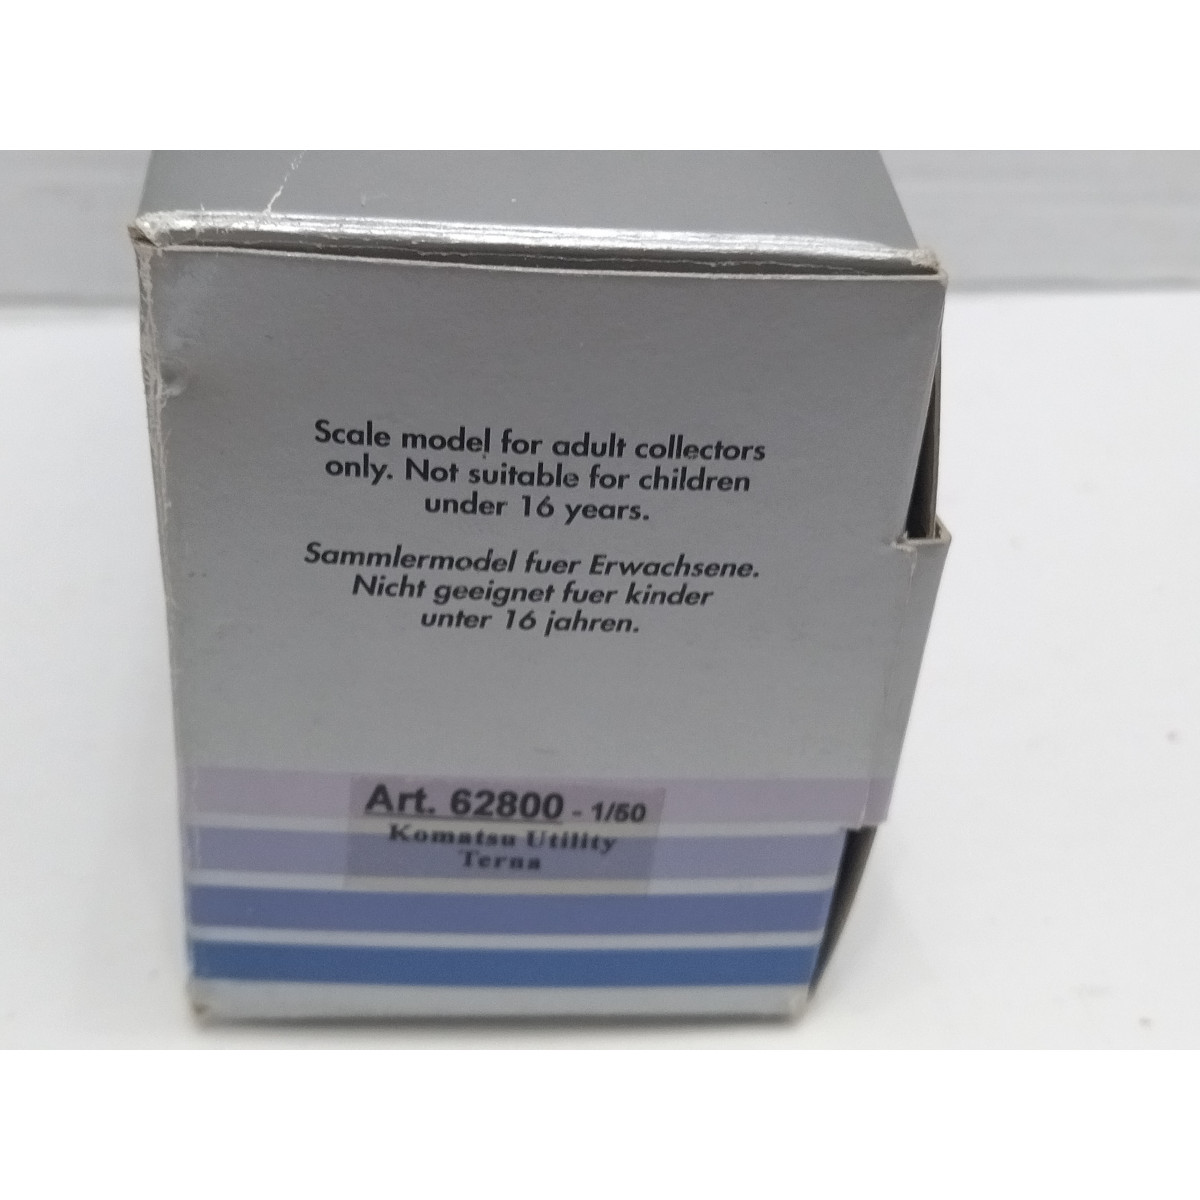 Scale model for adult collectors
only. Not suitable for children
under 16 years.
Sammlermodel fuer Erwachsene.
Nicht geeignet fuer kinder
unter 16 jahren.
Art. 62800 - 1/50
Komatsu Utility
Terna